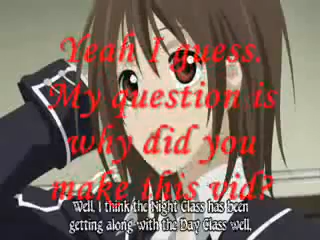 Yeah I guess.
My question is
why did you
make this vid?
Well, I think the Night Class has been
getting along with the Day Class well,